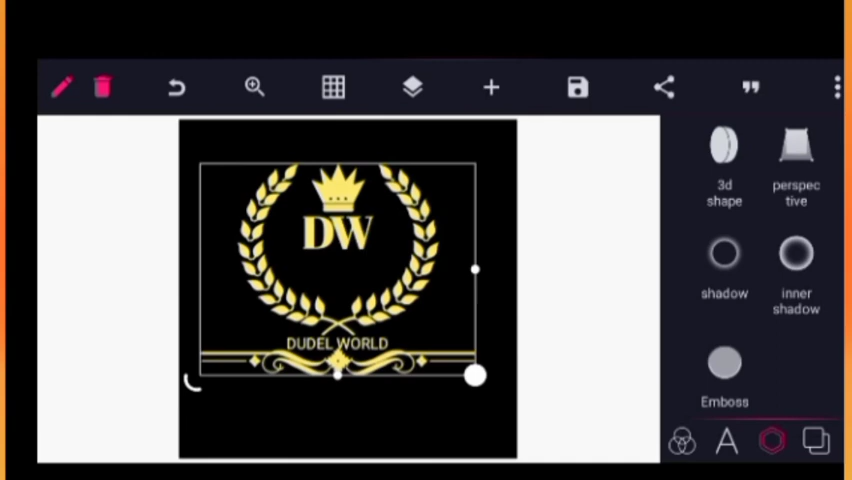 DW
DUDEL WORLD
3d
shape
perspec
tive
shadow
inner
shadow
Emboss
A